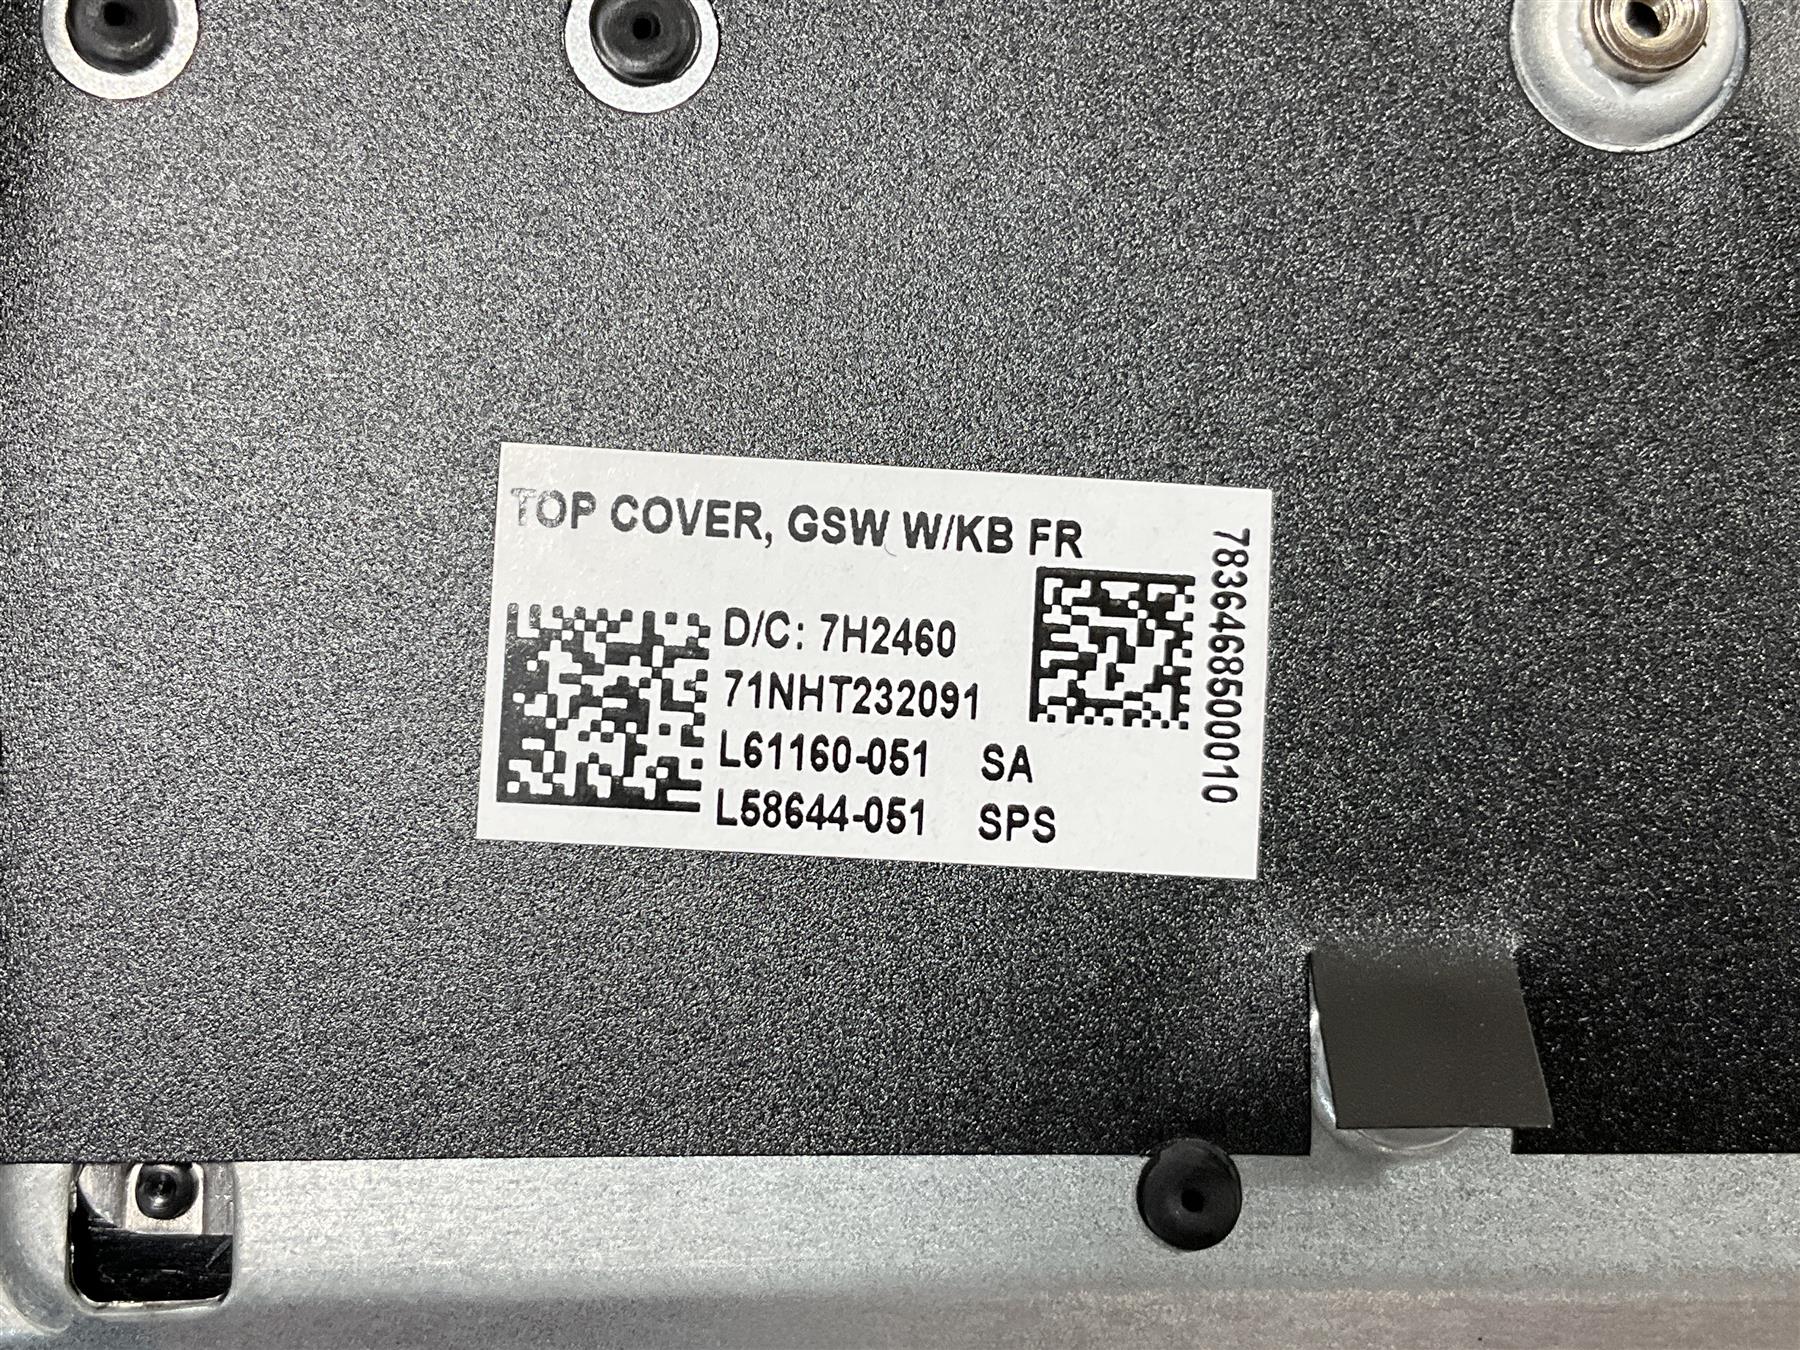 TOP COVER, GSW W/KB FR
D/C: 7H2460
71NHT232091
L61160-051 SA
L58644-051 SPS
7836468500010